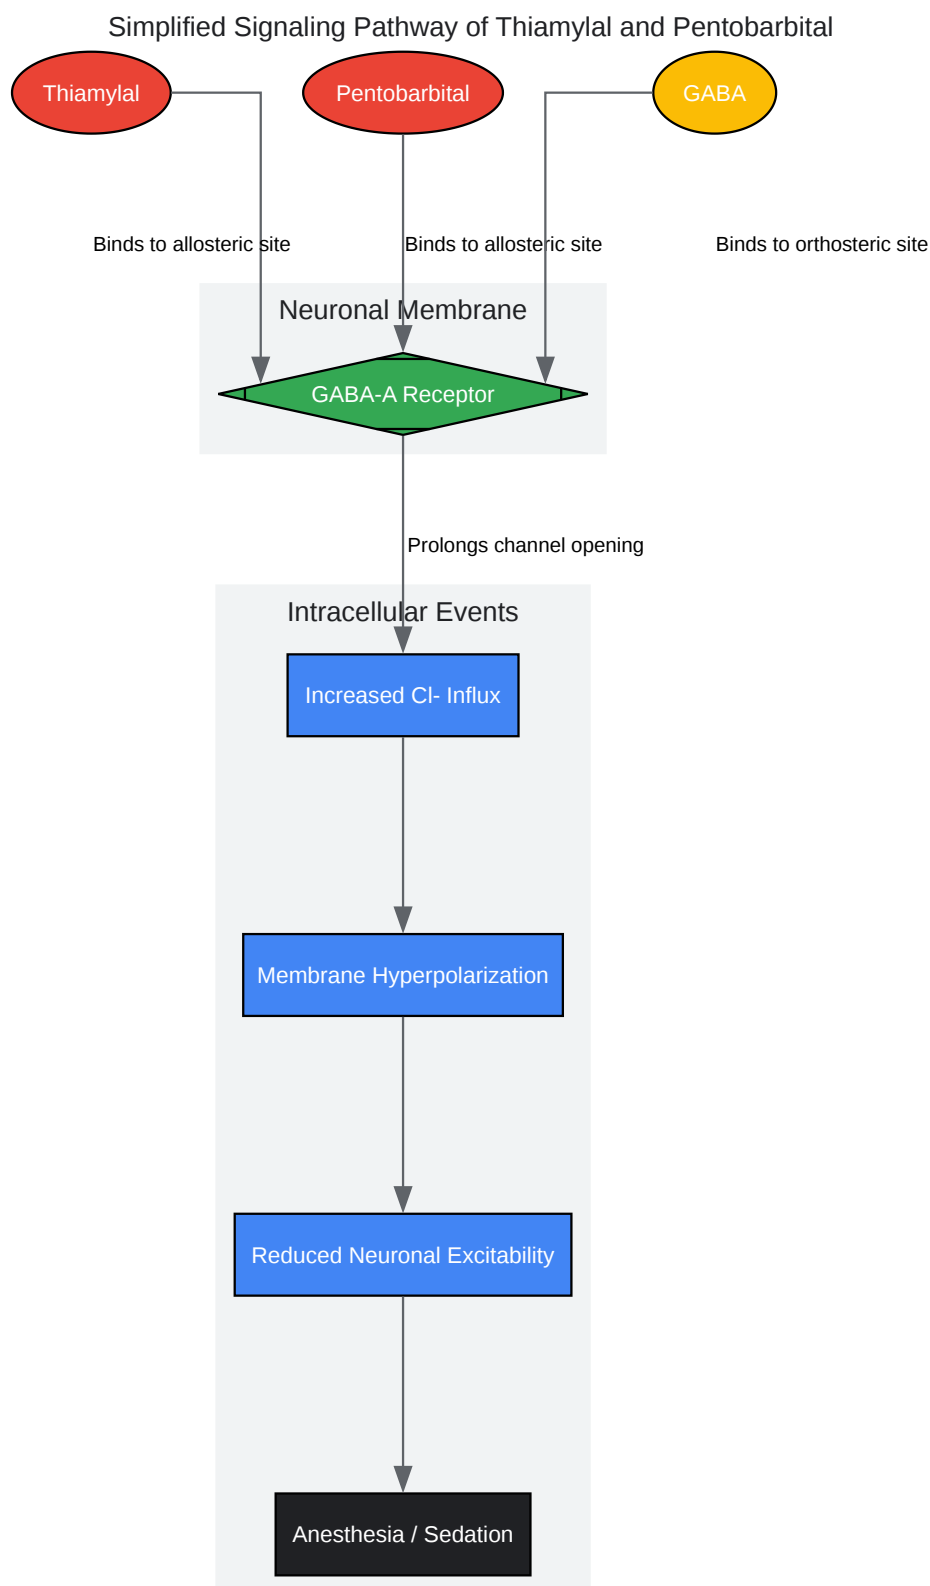 Simplified Signaling Pathway of Thiamylal and Pentobarbital
Thiamylal
Pentobarbital
GABA
Binds to allosteric site
Binds to allosteric site
Binds to orthosteric site
Neuronal Membrane
GABA-A Receptor
Prolongs channel opening
Intracellular Events
Increased Cl- Influx
Membrane Hyperpolarization
Reduced Neuronal Excitability
Anesthesia / Sedation